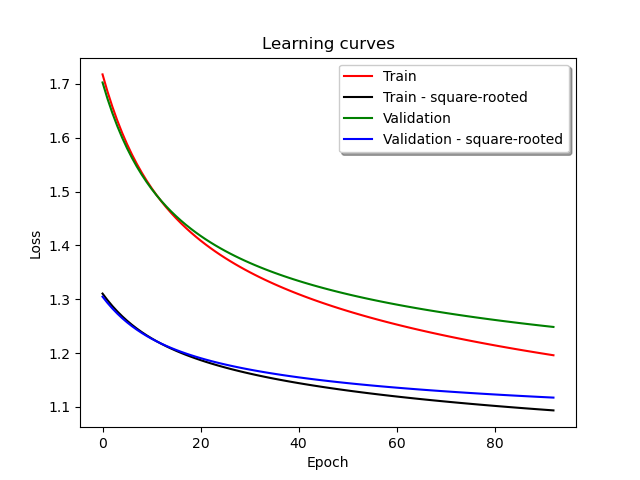 Learning curves
Train
Train - square-rooted
Validation
Validation - square-rooted
Loss
1.7
1.6
1.5
1.4
1.3
1.2
1.1
0 20 40 60 80
Epoch